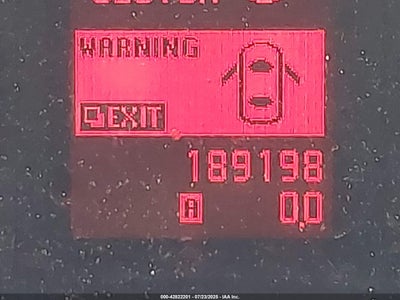 WARNING
EXIT
189198
A 0.0
000-42822201 - 07/23/2025 - IAA Inc.